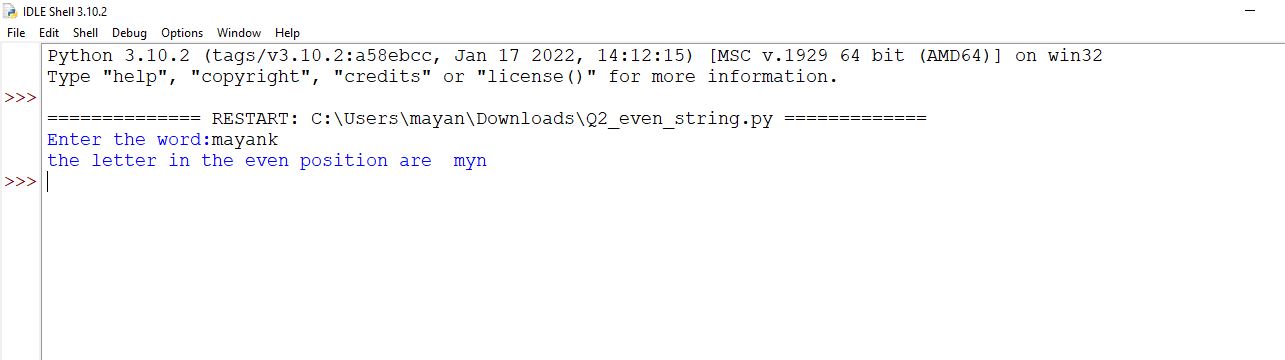 IDLE Shell 3.10.2
File Edit Shell Debug Options Window Help
Python 3.10.2 (tags/v3.10.2:a58ebcc, Jan 17 2022, 14:12:15) [MSC v.1929 64 bit (AMD64)] on win32
Type "help", "copyright", "credits" or "license()" for more information.
>>>
============== RESTART: C:\Users\mayan\Downloads\Q2_even_string.py =============
Enter the word:mayank
the letter in the even position are  myn
>>>